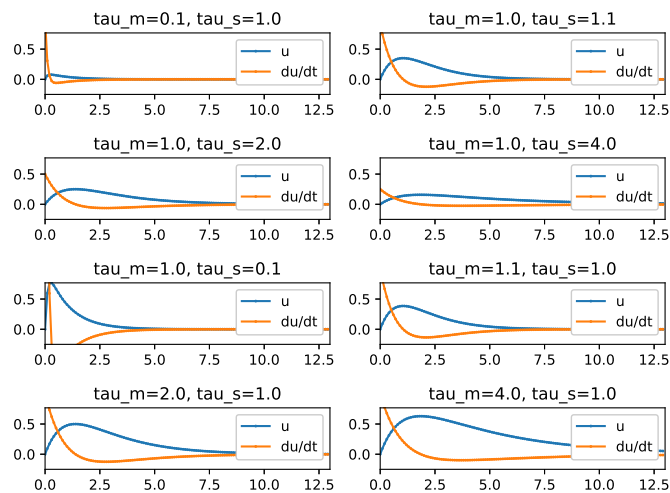 tau_m=0.1, tau_s=1.0
tau_m=1.0, tau_s=1.1
0.5
0.0
u
du/dt
0.5
0.0
u
du/dt
0.0 2.5 5.0 7.5 10.0 12.5
0.0 2.5 5.0 7.5 10.0 12.5
tau_m=1.0, tau_s=2.0
tau_m=1.0, tau_s=4.0
0.5
0.0
u
du/dt
0.5
0.0
u
du/dt
0.0 2.5 5.0 7.5 10.0 12.5
0.0 2.5 5.0 7.5 10.0 12.5
tau_m=1.0, tau_s=0.1
tau_m=1.1, tau_s=1.0
0.5
0.0
u
du/dt
0.5
0.0
u
du/dt
0.0 2.5 5.0 7.5 10.0 12.5
0.0 2.5 5.0 7.5 10.0 12.5
tau_m=2.0, tau_s=1.0
tau_m=4.0, tau_s=1.0
0.5
0.0
u
du/dt
0.5
0.0
u
du/dt
0.0 2.5 5.0 7.5 10.0 12.5
0.0 2.5 5.0 7.5 10.0 12.5